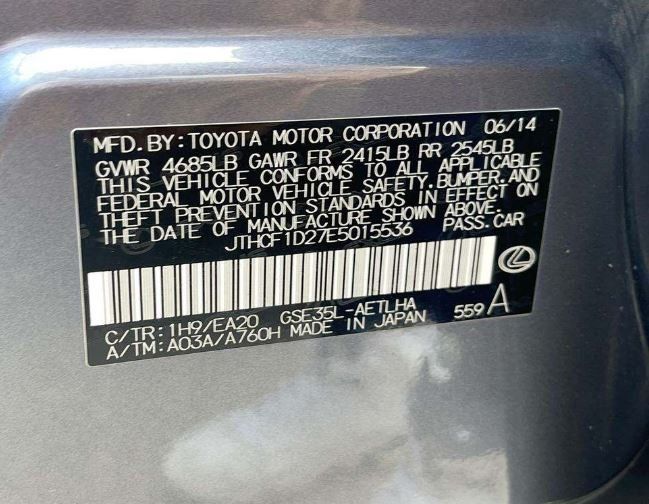 MFD. BY: TOYOTA MOTOR CORPORATION 06/14
GVWR 4685LB GAWR FR 2415LB RR 2545LB
THIS VEHICLE CONFORMS TO ALL APPLICABLE
FEDERAL MOTOR VEHICLE SAFETY, BUMPER, AND
THEFT PREVENTION STANDARDS IN EFFECT ON
THE DATE OF MANUFACTURE SHOWN ABOVE.
JTHCF1D27E5015536 PASS. CAR
C/TR: 1H9/EA20 GSE35L-AETLHA
A/TM: A03A/A760H MADE IN JAPAN 559 A